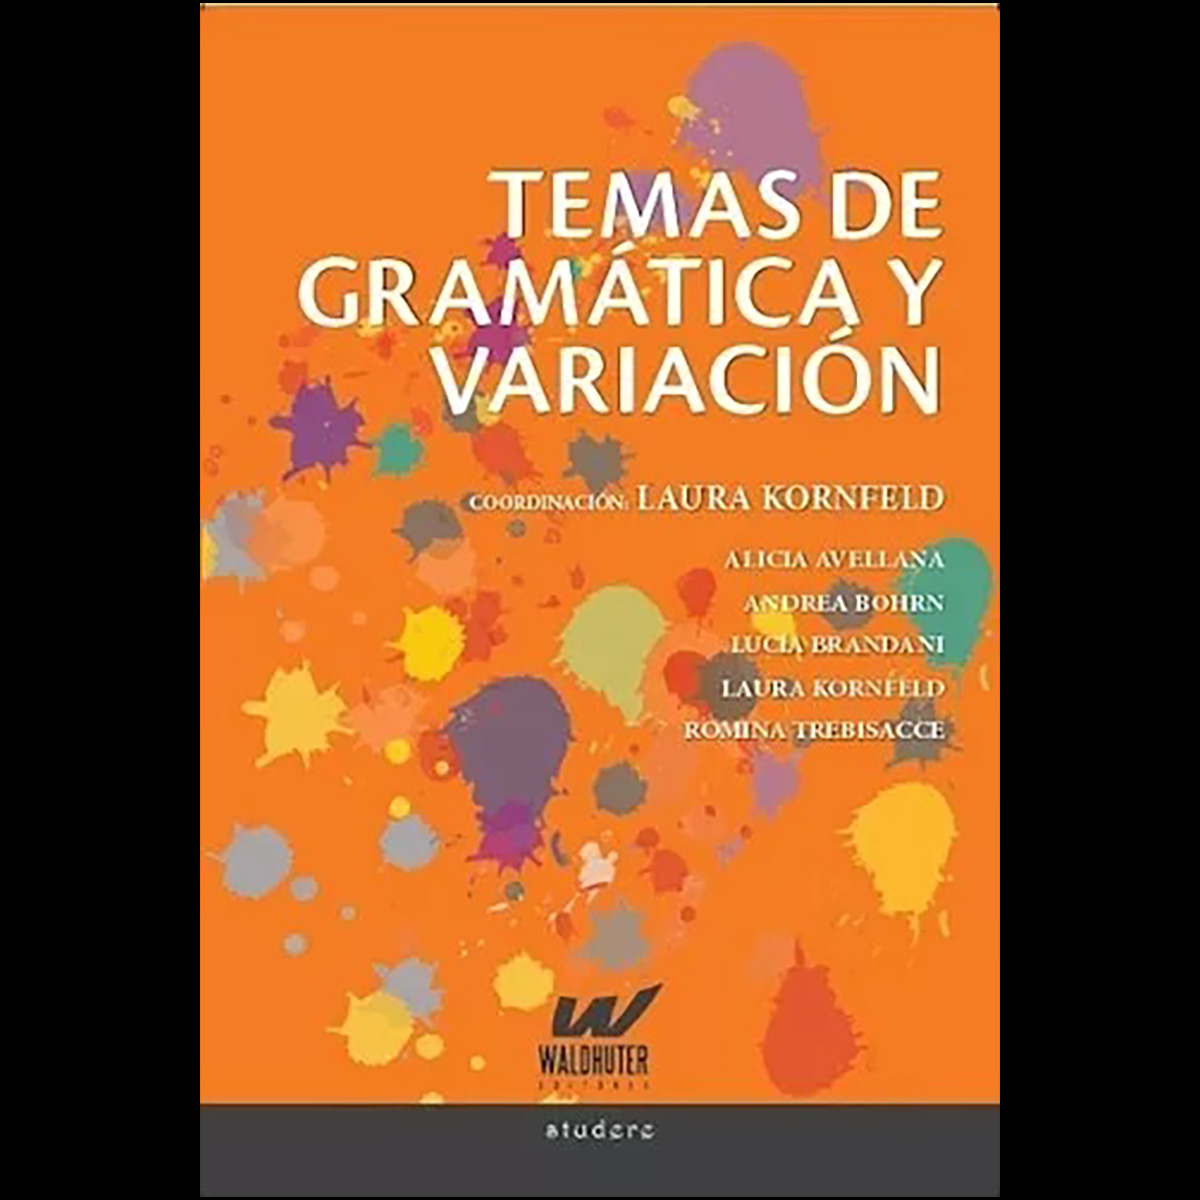 TEMAS DE
GRAMÁTICA Y
VARIACIÓN
COORDINACIÓN: LAURA KORNFELD
ALICIA AVELLANA
ANDREA BOHRN
LUCÍA BRANDANI
LAURA KORNFELD
ROMINA TREBISACCE
W
WALDHUTER
EDITORES
studere